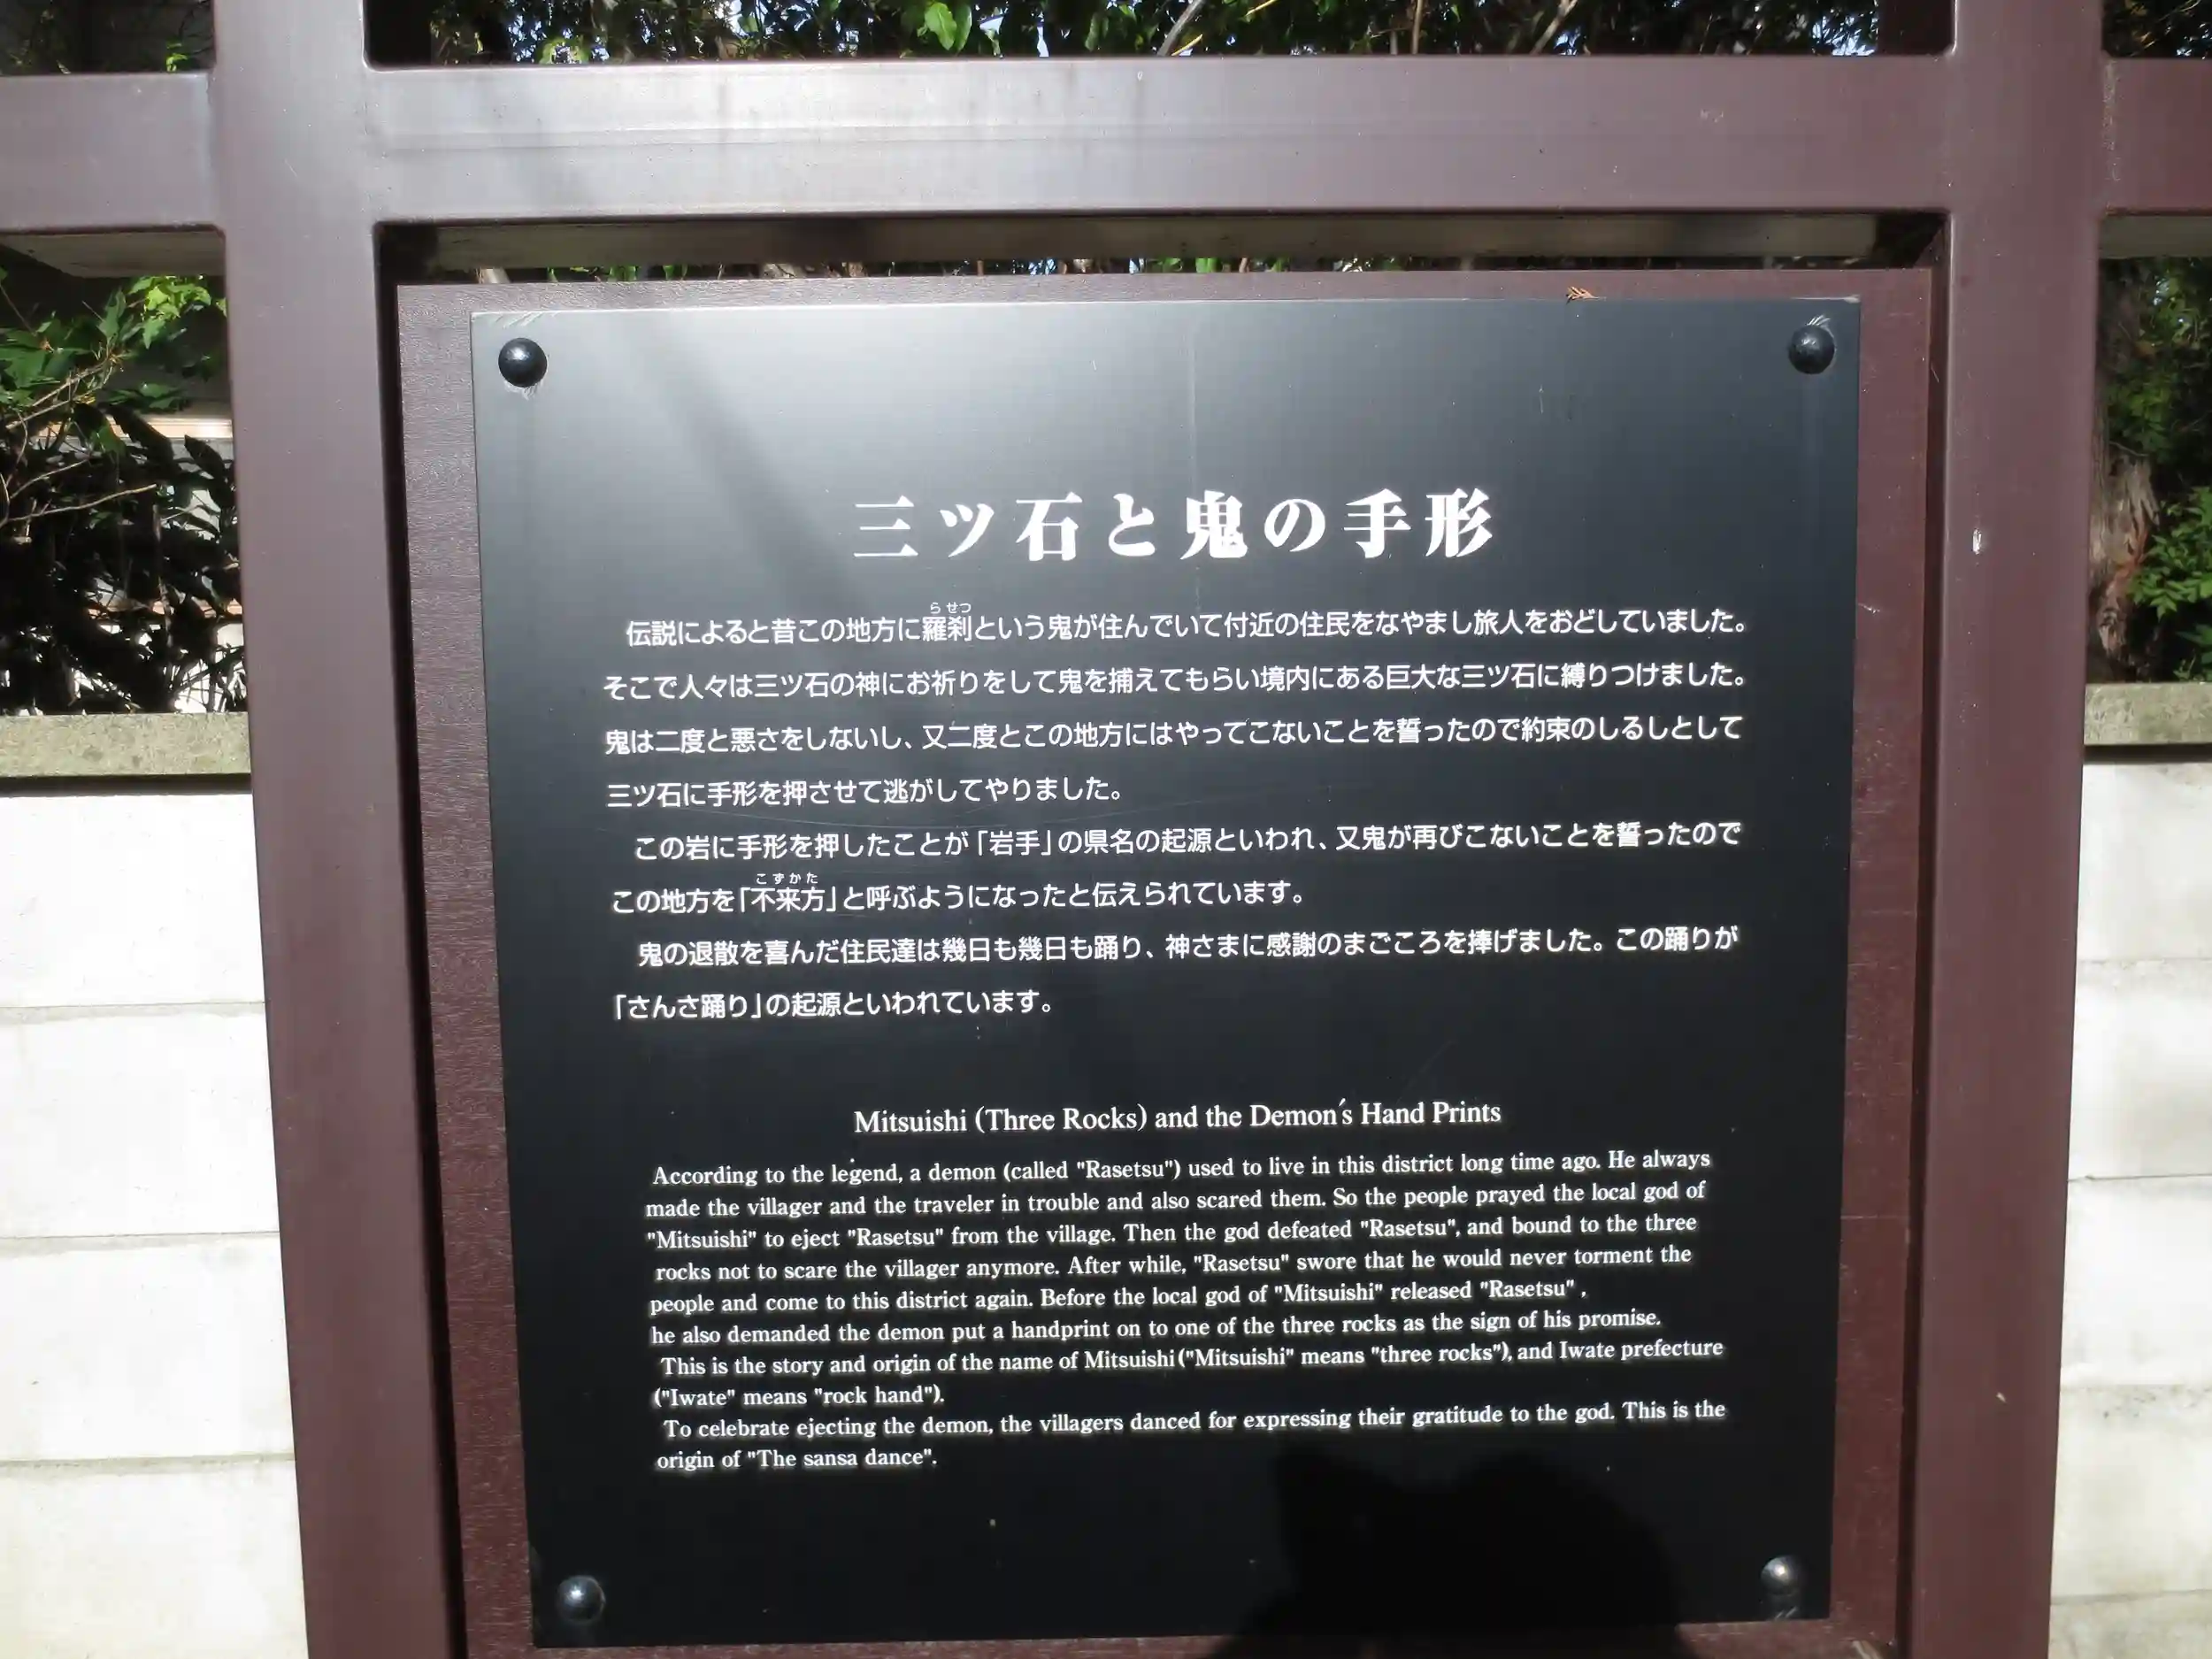 三ツ石と鬼の手形
らせつ
伝説によると昔この地方に羅刹という鬼が住んでいて付近の住民をなやまし旅人をおどしていました。
そこで人々は三ツ石の神にお祈りをして鬼を捕えてもらい境内にある巨大な三ツ石に縛りつけました。
鬼は二度と悪さをしないし、又二度とこの地方にはやってこないことを誓ったので約束のしるしとして
三ツ石に手形を押させて逃がしてやりました。
この岩に手形を押したことが「岩手」の県名の起源といわれ、又鬼が再びこないことを誓ったので
こずかた
この地方を「不来方」と呼ぶようになったと伝えられています。
鬼の退散を喜んだ住民達は幾日も幾日も踊り、神さまに感謝のまごころを捧げました。この踊りが
「さんさ踊り」の起源といわれています。
Mitsuishi (Three Rocks) and the Demon's Hand Prints
According to the legend, a demon (called "Rasetsu") used to live in this district long time ago. He always
made the villager and the traveler in trouble and also scared them. So the people prayed the local god of
"Mitsuishi" to eject "Rasetsu" from the village. Then the god defeated "Rasetsu", and bound to the three
rocks not to scare the villager anymore. After while, "Rasetsu" swore that he would never torment the
people and come to this district again. Before the local god of "Mitsuishi" released "Rasetsu" ,
he also demanded the demon put a handprint on to one of the three rocks as the sign of his promise.
This is the story and origin of the name of Mitsuishi ("Mitsuishi" means "three rocks"), and Iwate prefecture
("Iwate" means "rock hand").
To celebrate ejecting the demon, the villagers danced for expressing their gratitude to the god. This is the
origin of "The sansa dance".